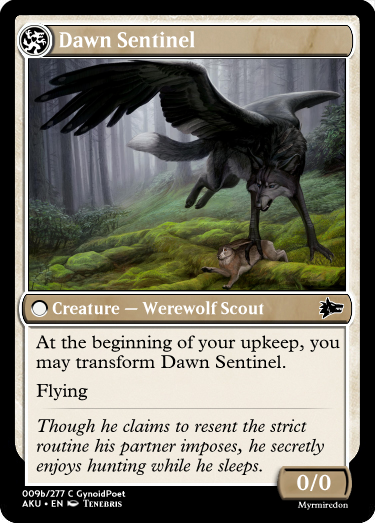 Dawn Sentinel
Creature — Werewolf Scout
At the beginning of your upkeep, you
may transform Dawn Sentinel.
Flying
Though he claims to resent the strict
routine his partner imposes, he secretly
enjoys hunting while he sleeps.
0/0
009b/277 C GynoidPoet
AKU • EN Tenebris
Myrmiredon